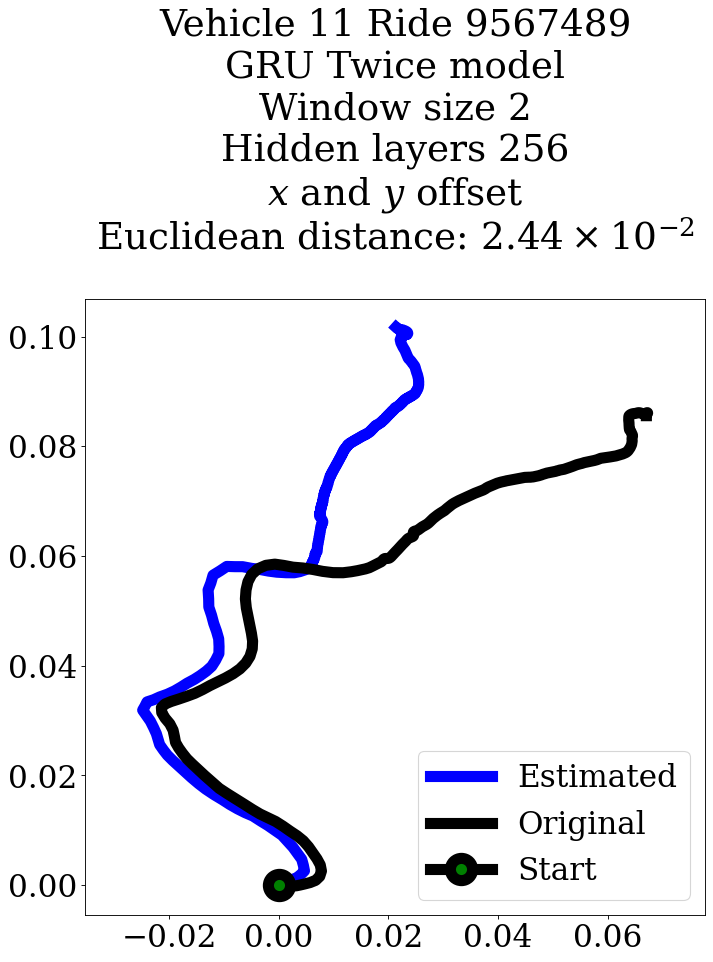 Vehicle 11 Ride 9567489
GRU Twice model
Window size 2
Hidden layers 256
x and y offset
Euclidean distance: 2.44 × 10⁻²
0.10
0.08
0.06
0.04
0.02
0.00
Estimated
Original
Start
−0.02 0.00 0.02 0.04 0.06